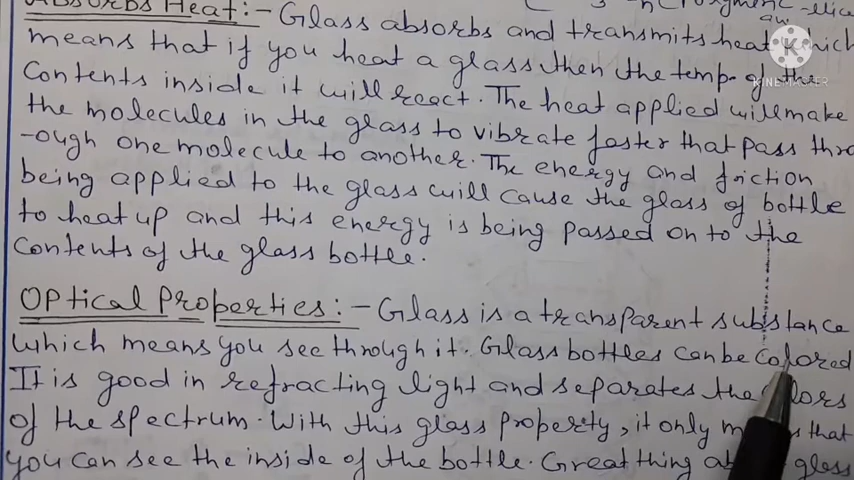 Absorbs Heat:- Glass absorbs and transmits heat which
means that if you heat a glass then the temp. of the
KINEMASTER
Contents inside it will react. The heat applied will make
the molecules in the glass to vibrate faster that pass thro
-ough one molecule to another. The energy and friction
being applied to the glass will cause the glass of bottle
to heat up and this energy is being passed on to the
contents of the glass bottle.
Optical Properties:- Glass is a transparent substance
which means you see through it. Glass bottles can be colored
It is good in refracting light and separates the
of the spectrum. With this glass property, it only that
you can see the inside of the bottle. Great thing glass